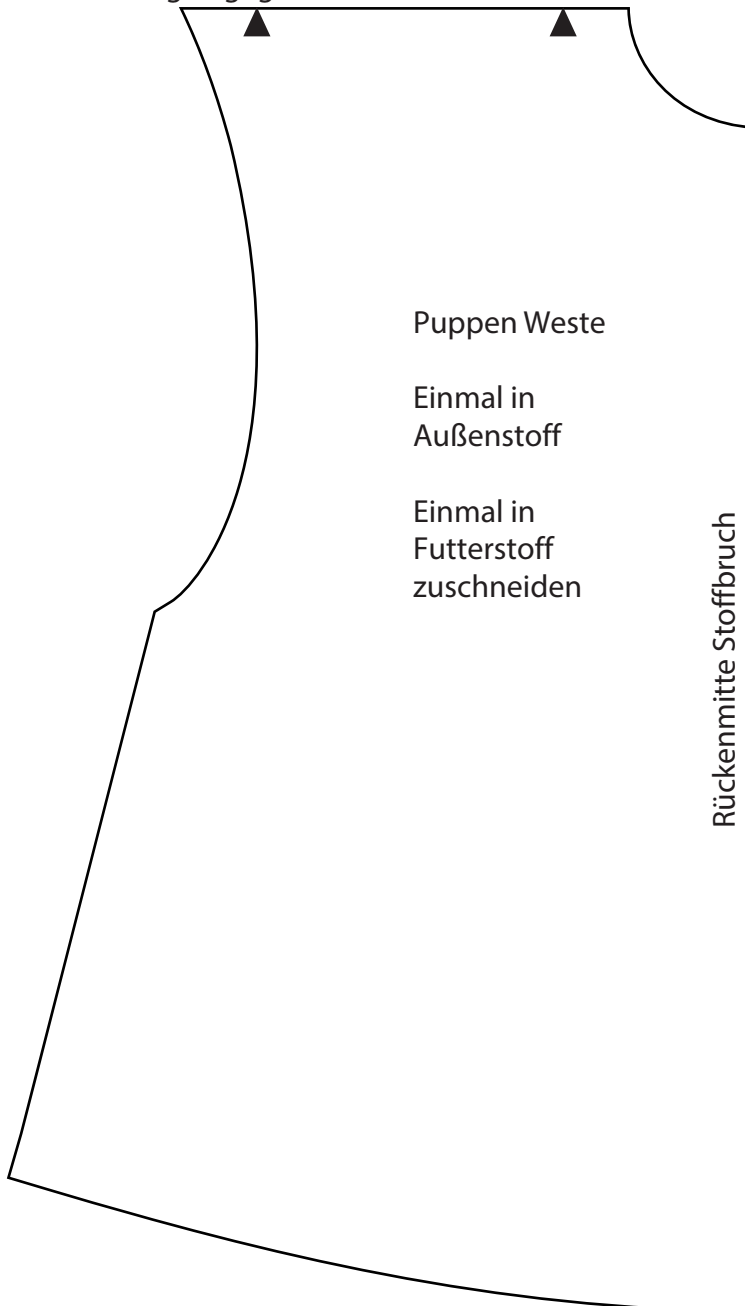 Puppen Weste
Einmal in
Außenstoff
Einmal in
Futterstoff
zuschneiden
Rückenmitte Stoffbruch